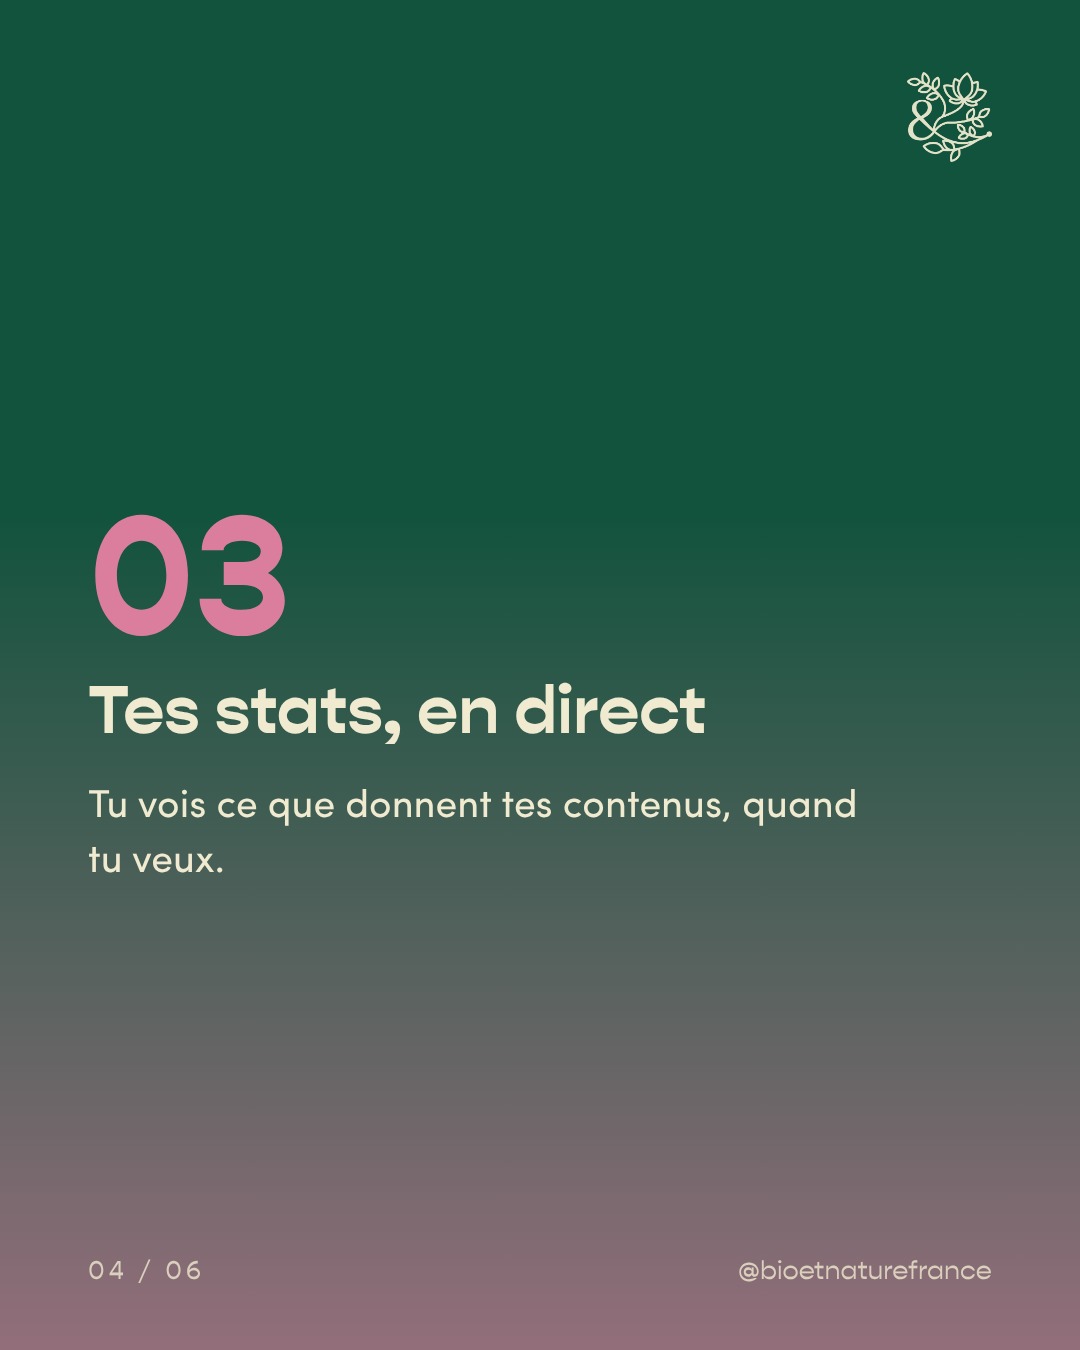 &
03
Tes stats, en direct
Tu vois ce que donnent tes contenus, quand
tu veux.
04 / 06
@bioetnaturefrance